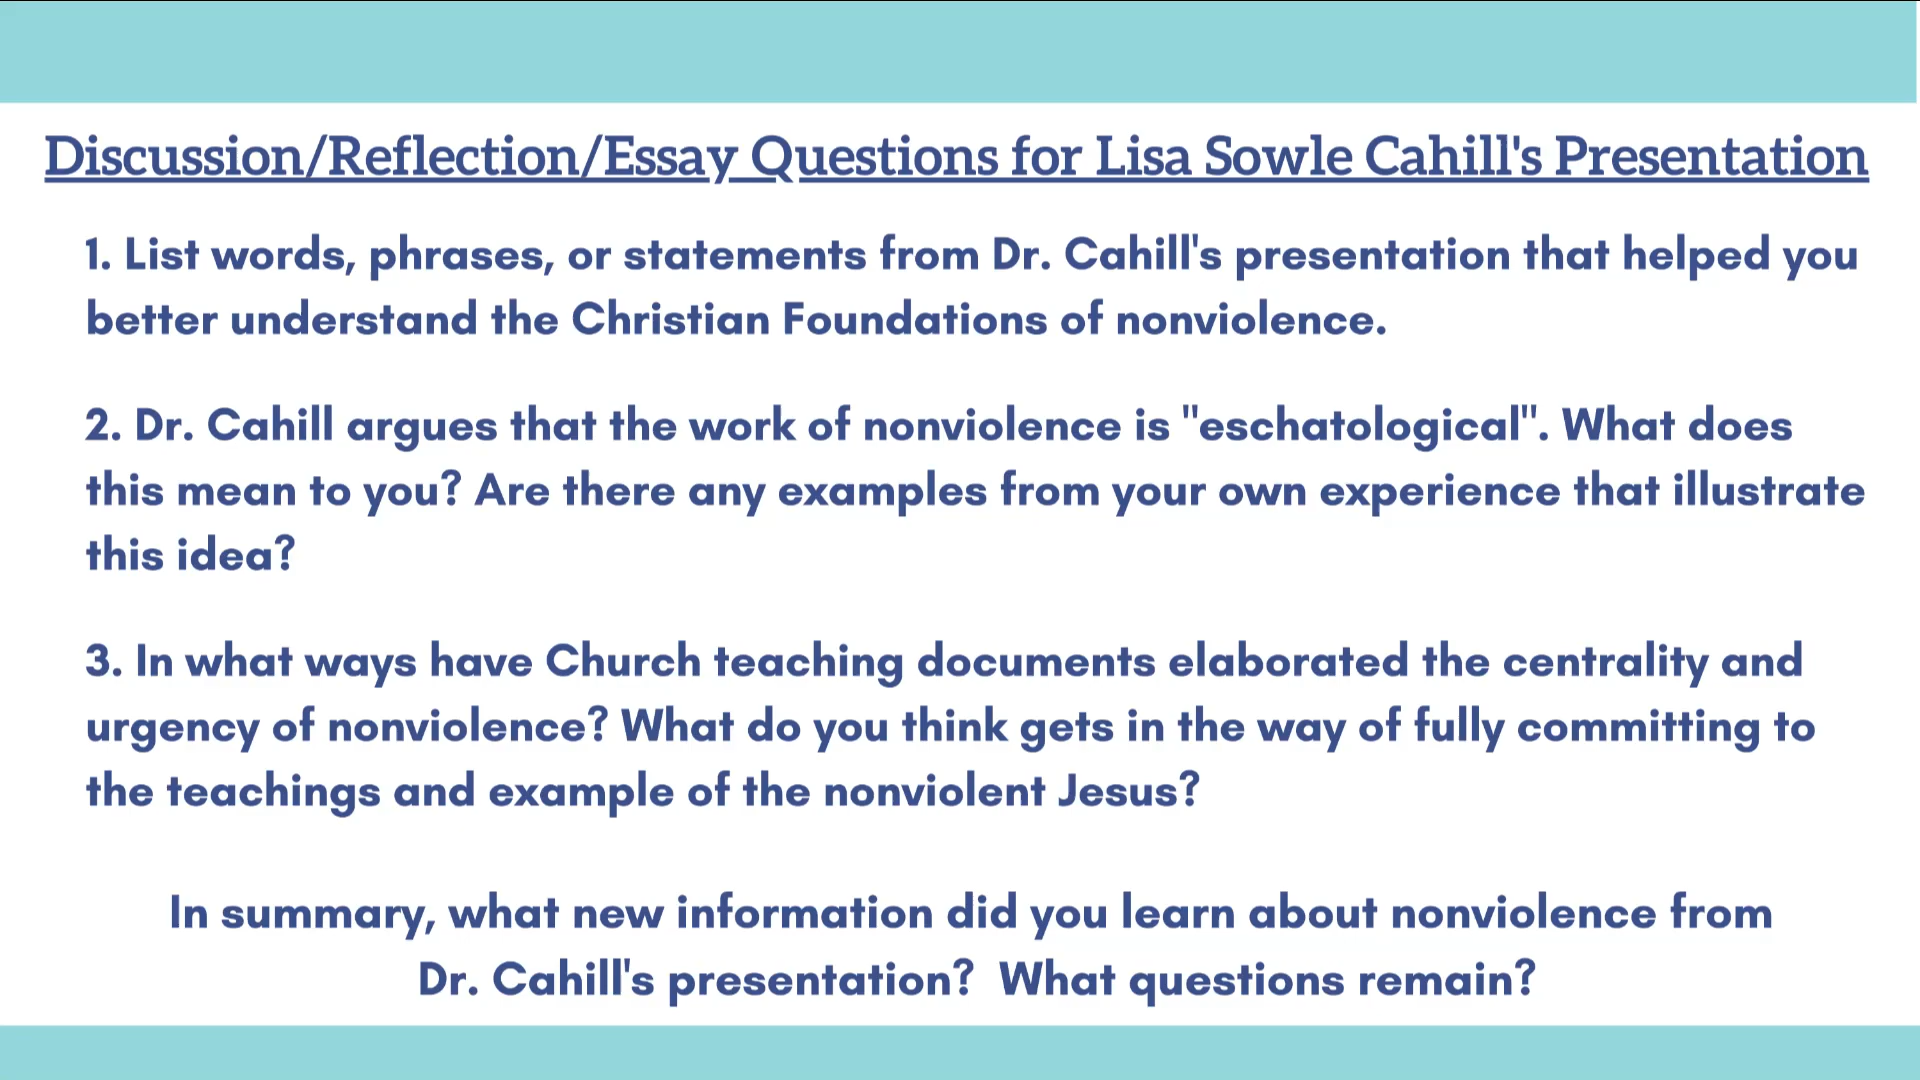 Discussion/Reflection/Essay Questions for Lisa Sowle Cahill's Presentation
1. List words, phrases, or statements from Dr. Cahill's presentation that helped you
better understand the Christian Foundations of nonviolence.
2. Dr. Cahill argues that the work of nonviolence is "eschatological". What does
this mean to you? Are there any examples from your own experience that illustrate
this idea?
3. In what ways have Church teaching documents elaborated the centrality and
urgency of nonviolence? What do you think gets in the way of fully committing to
the teachings and example of the nonviolent Jesus?
In summary, what new information did you learn about nonviolence from
Dr. Cahill's presentation?  What questions remain?